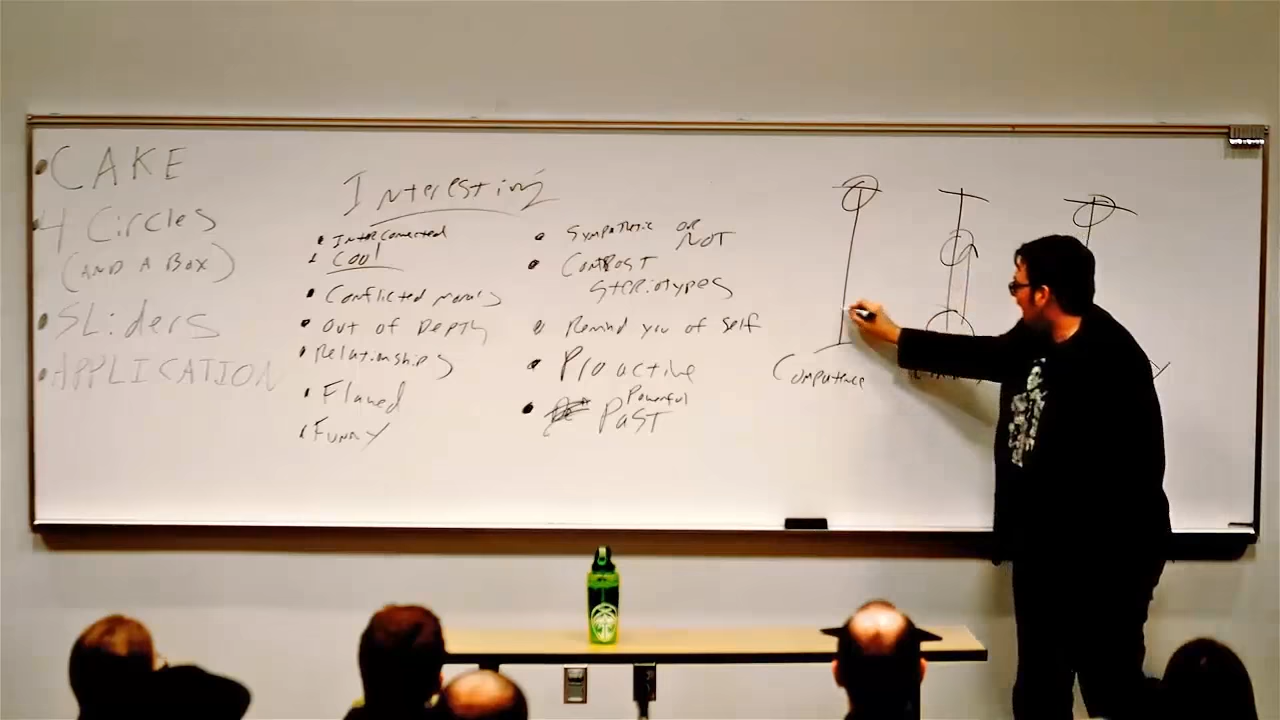 • CAKE
4 Circles
(AND A BOX)
• SLiders
• APPLICATION
Interesting
• InterConnected
• COOl
• Conflicted morals
• Out of Depth
• Relationships
• Flawed
• Funny
• Sympathetic or NOT
• Contrast Steriotypes
• Remind you of Self
• Proactive
• Powerful
Past
Competence